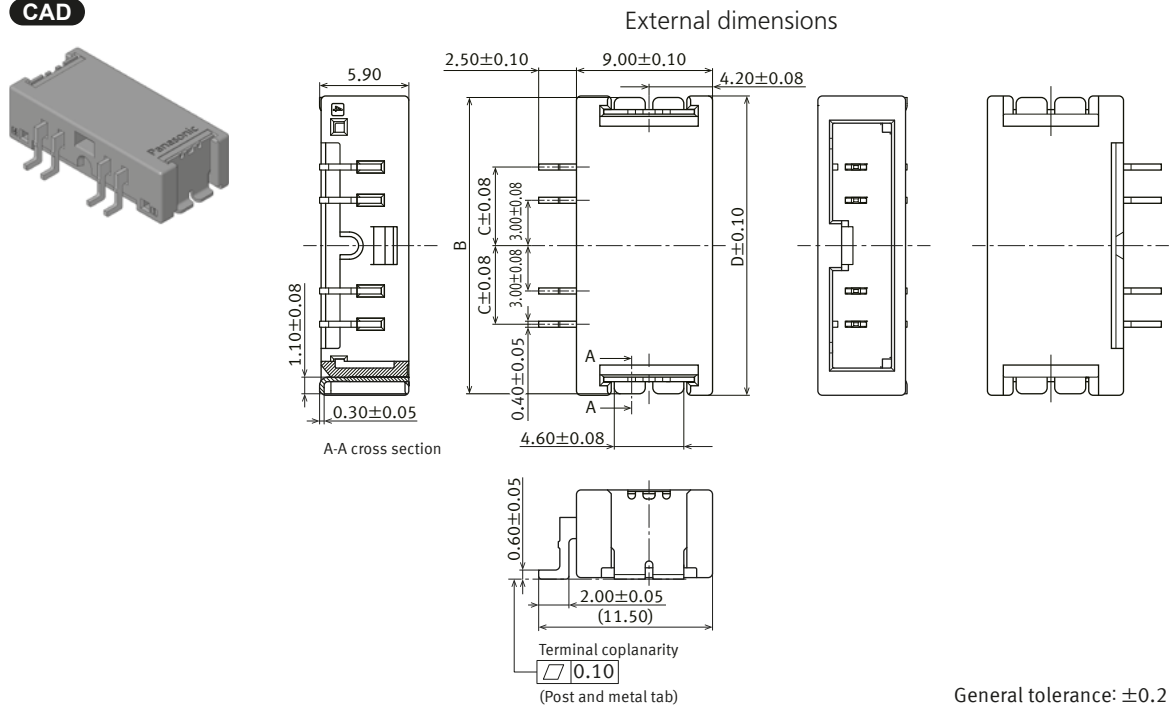 CAD
External dimensions
Panasonic
5.90
2.50±0.10
9.00±0.10
4.20±0.08
B
C±0.08
3.00±0.08
C±0.08
3.00±0.08
D±0.10
1.10±0.08
0.30±0.05
A-A cross section
A
A
0.40±0.05
4.60±0.08
0.60±0.05
2.00±0.05
(11.50)
Terminal coplanarity
0.10
(Post and metal tab)
General tolerance: ±0.2